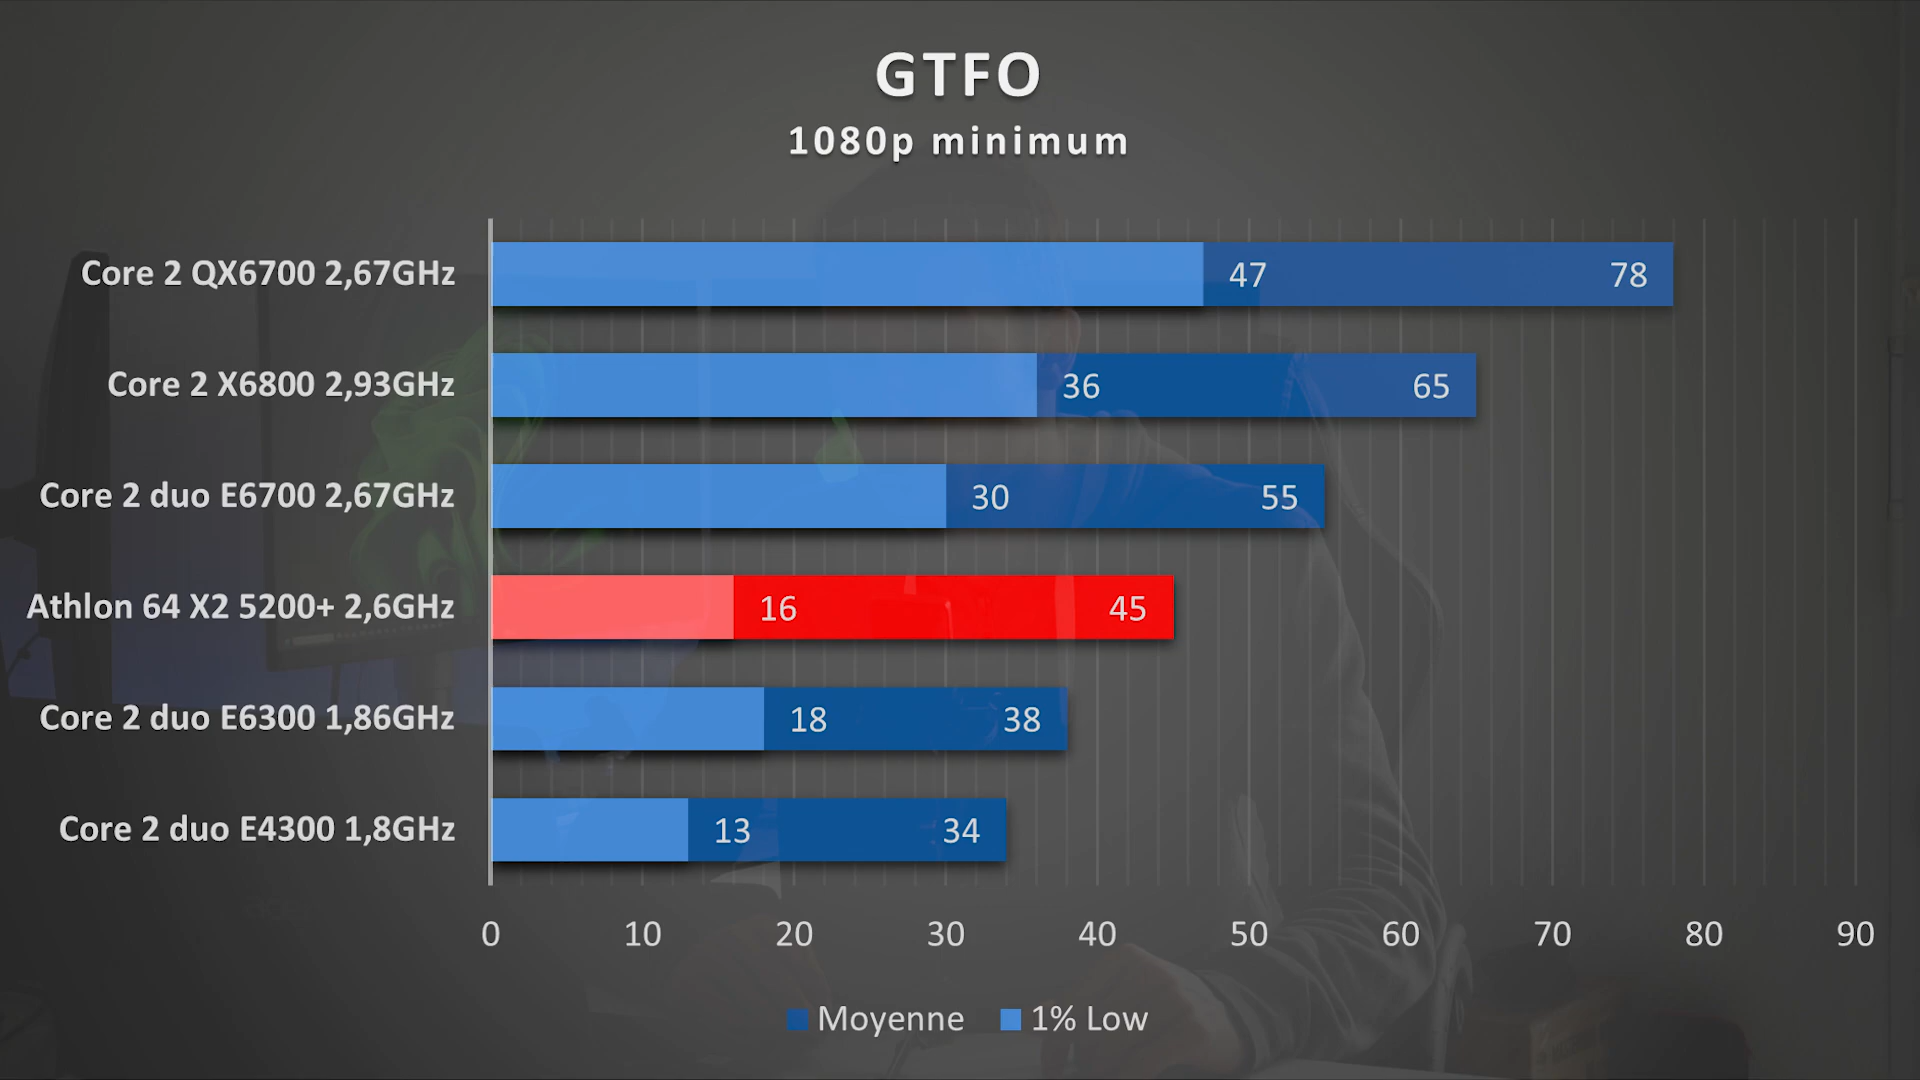 GTFO
1080p minimum
Core 2 QX6700 2,67GHz
47
78
Core 2 X6800 2,93GHz
36
65
Core 2 duo E6700 2,67GHz
30
55
Athlon 64 X2 5200+ 2,6GHz
16
45
Core 2 duo E6300 1,86GHz
18
38
Core 2 duo E4300 1,8GHz
13
34
0 10 20 30 40 50 60 70 80 90
Moyenne 1% Low